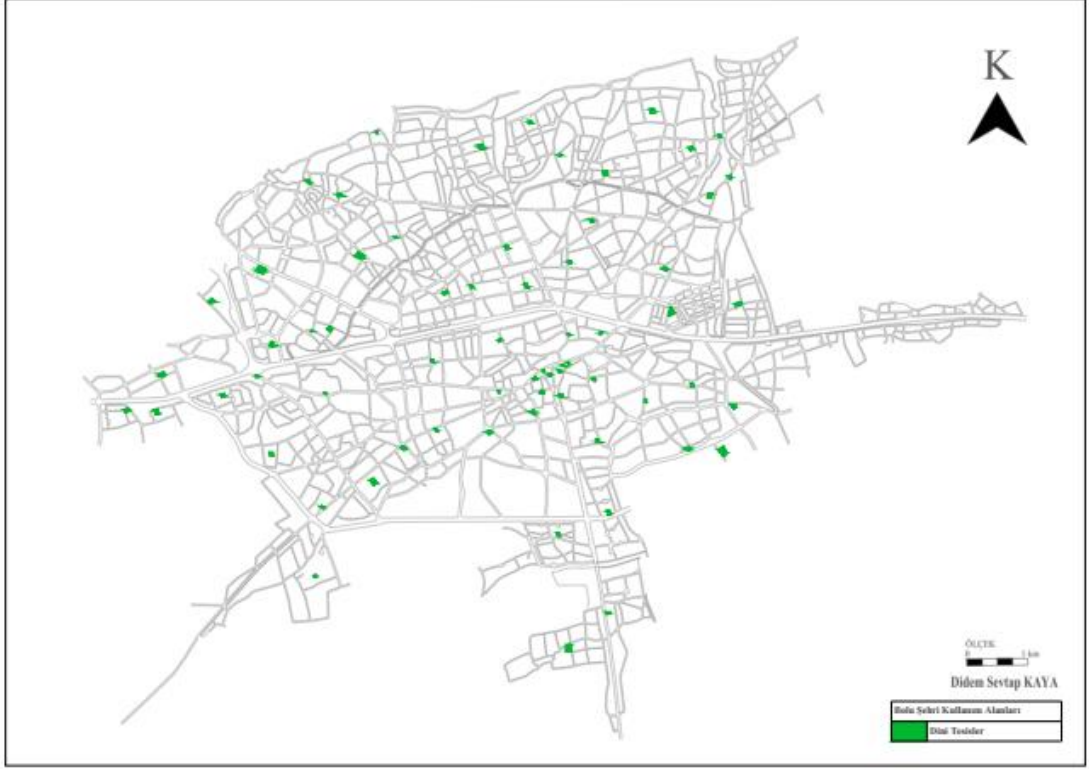 K
ÖLÇEK
0 1 km
Didem Sevtap KAYA
Bolu Şehri Kullanım Alanları
Dini Tesisler